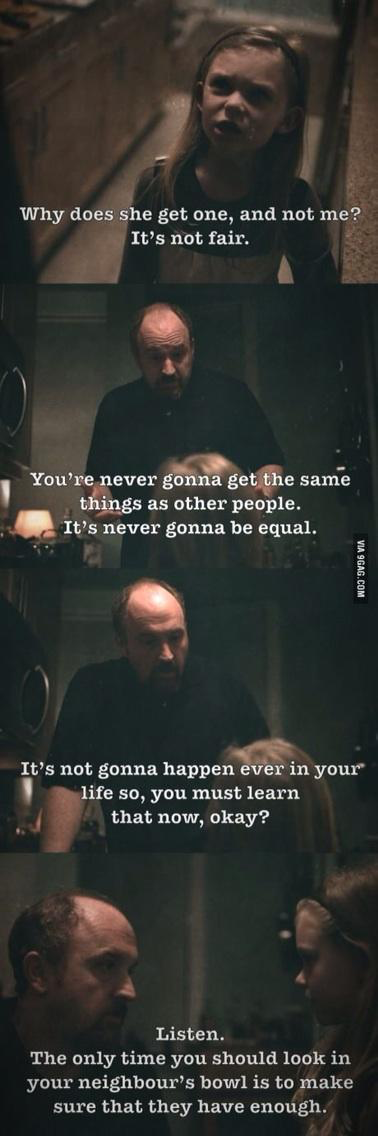 Why does she get one, and not me?
It's not fair.
You're never gonna get the same
things as other people.
It's never gonna be equal.
VIA 9GAG.COM
It's not gonna happen ever in your
life so, you must learn
that now, okay?
Listen.
The only time you should look in
your neighbour's bowl is to make
sure that they have enough.